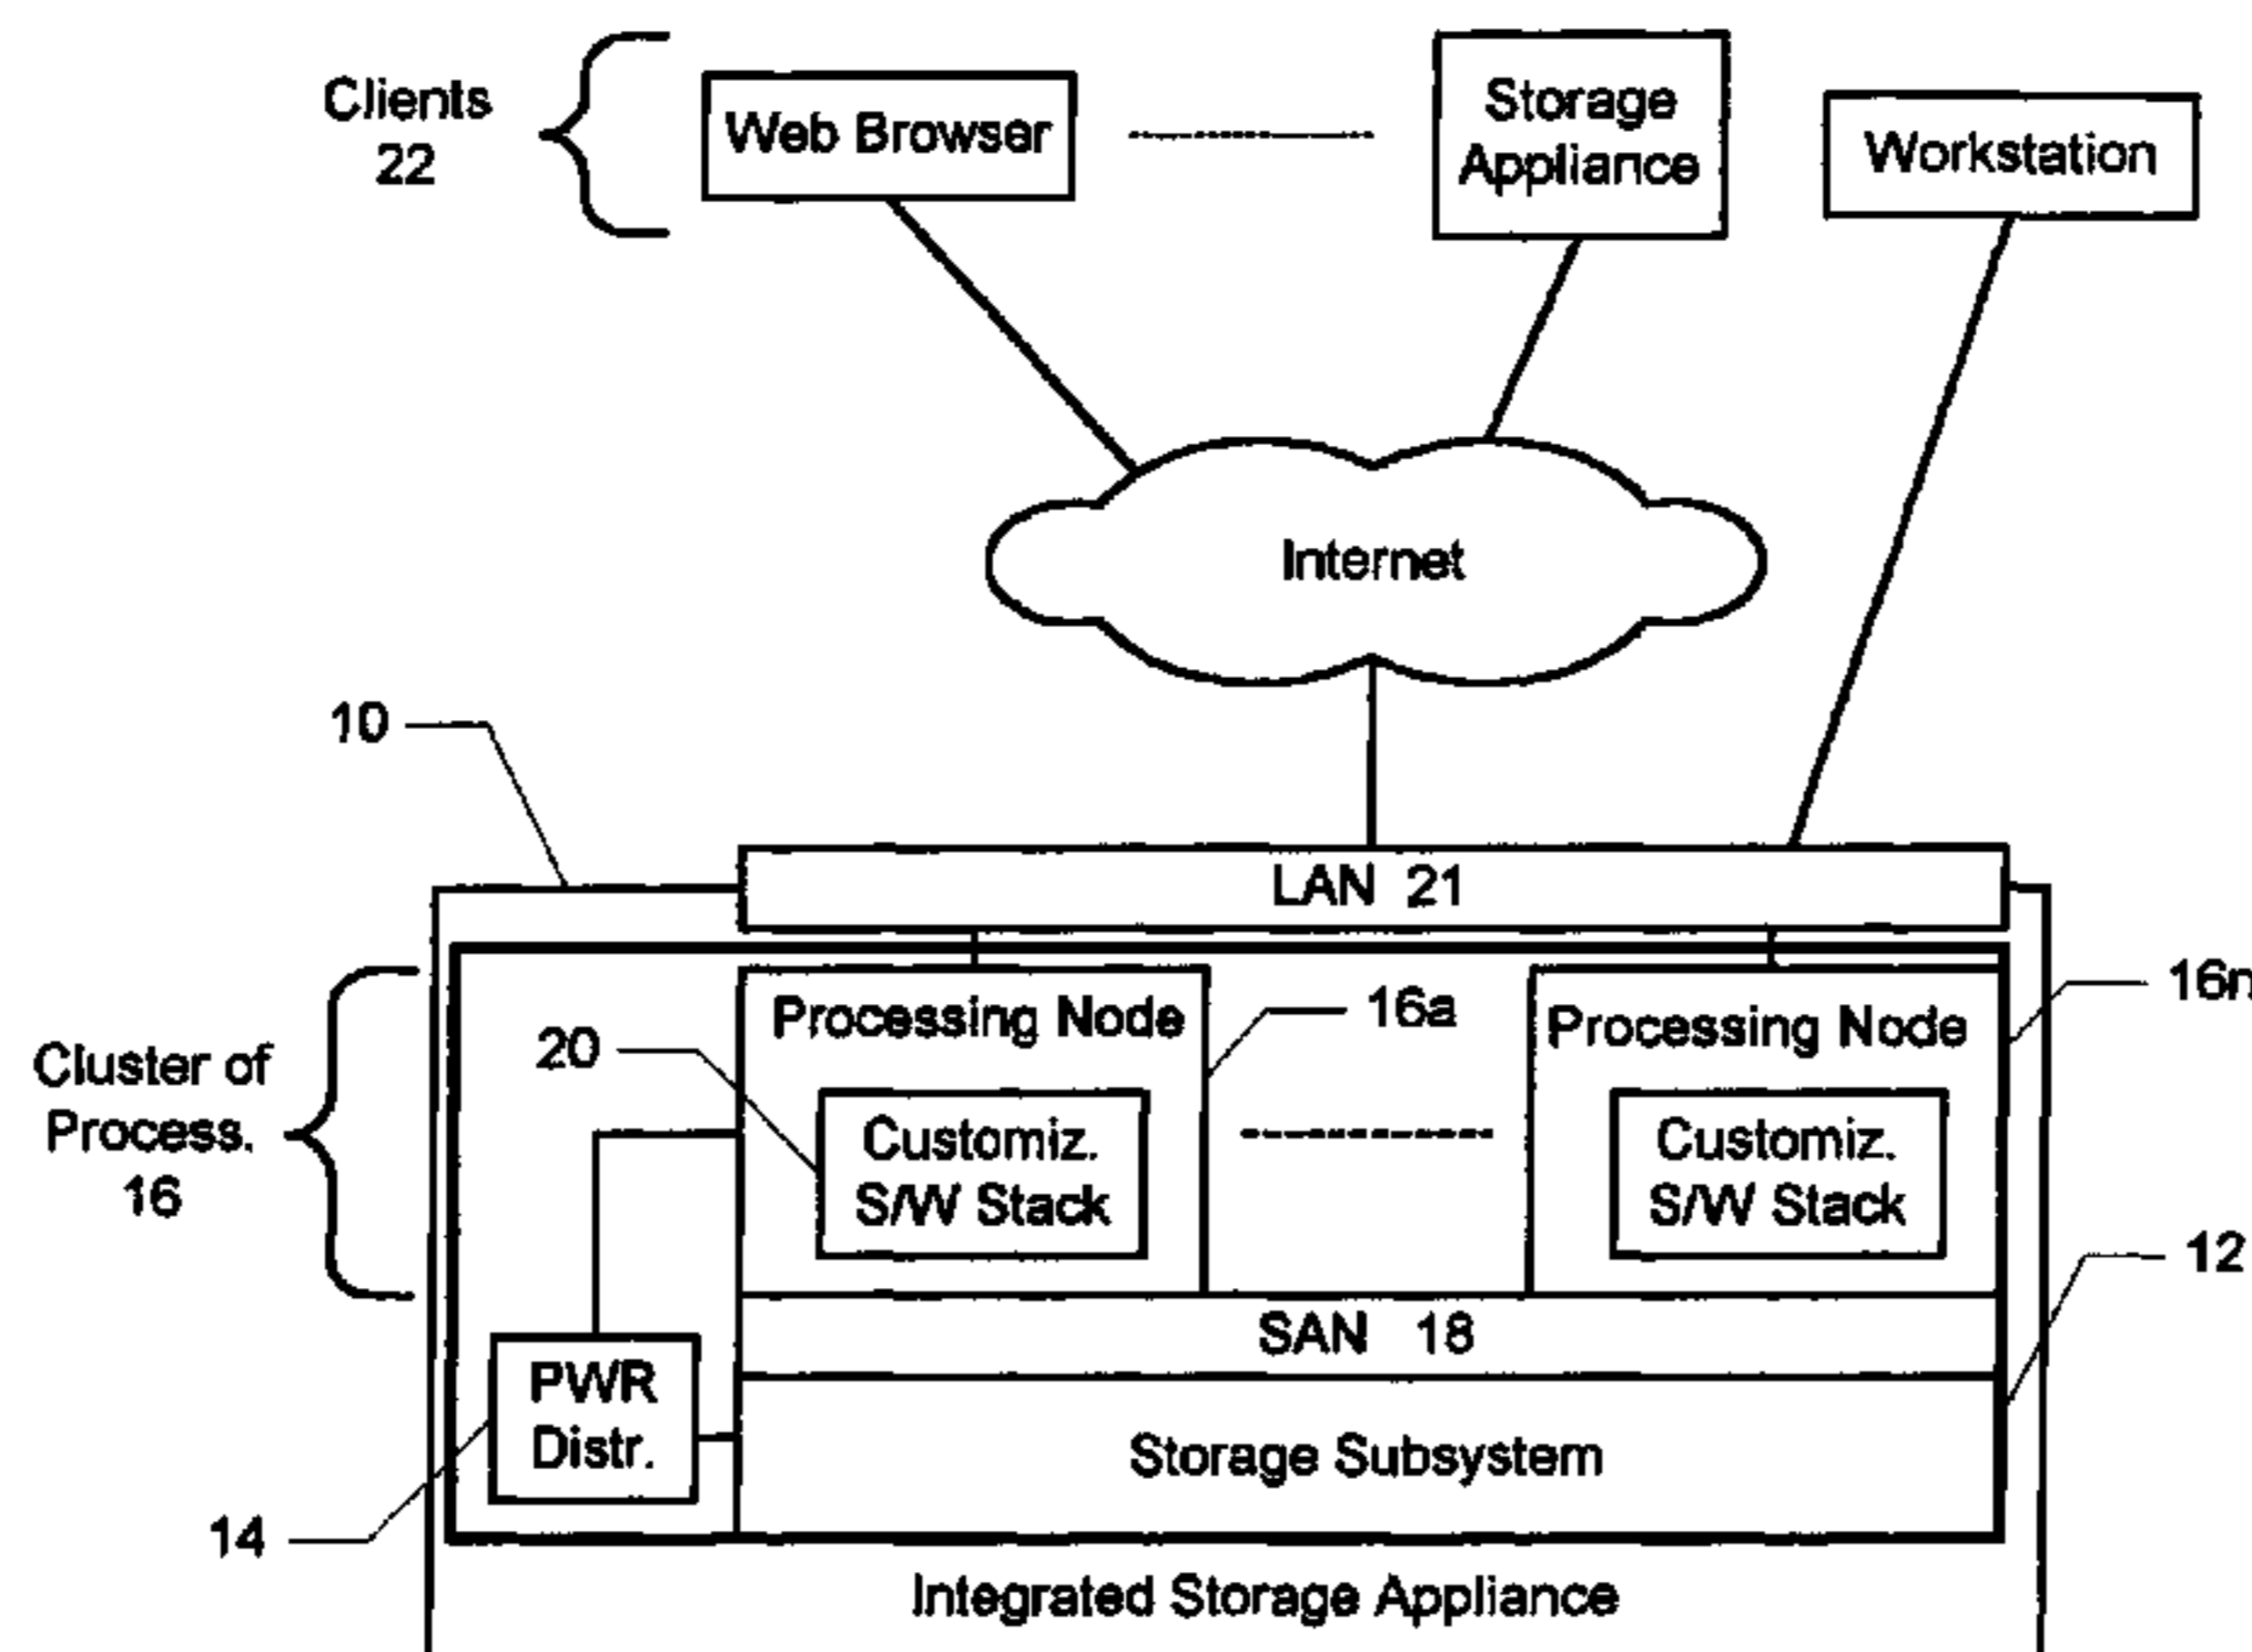 Clients
22
Web Browser
Storage
Appliance
Workstation
Internet
10
LAN 21
Cluster of
Process.
16
20
Processing Node
16a
Processing Node
16n
Customiz.
S/W Stack
Customiz.
S/W Stack
12
SAN 18
PWR
Distr.
Storage Subsystem
14
Integrated Storage Appliance